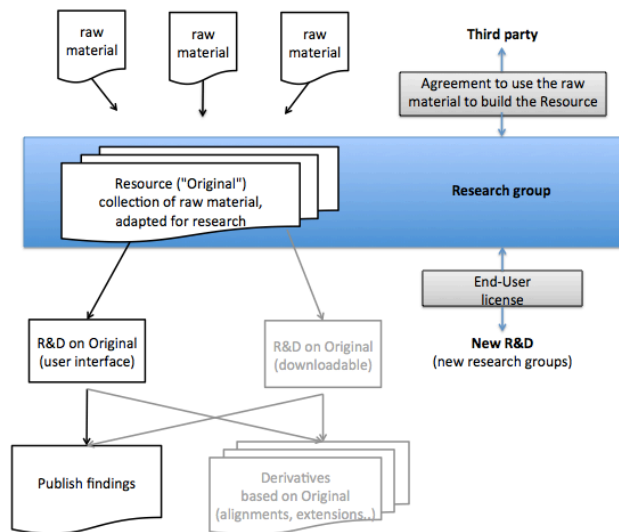 raw
material
raw
material
raw
material
Third party
Agreement to use the raw
material to build the Resource
Resource ("Original")
collection of raw material,
adapted for research
Research group
End-User
license
R&D on Original
(user interface)
R&D on Original
(downloadable)
New R&D
(new research groups)
Publish findings
Derivatives
based on Original
(alignments, extensions..)